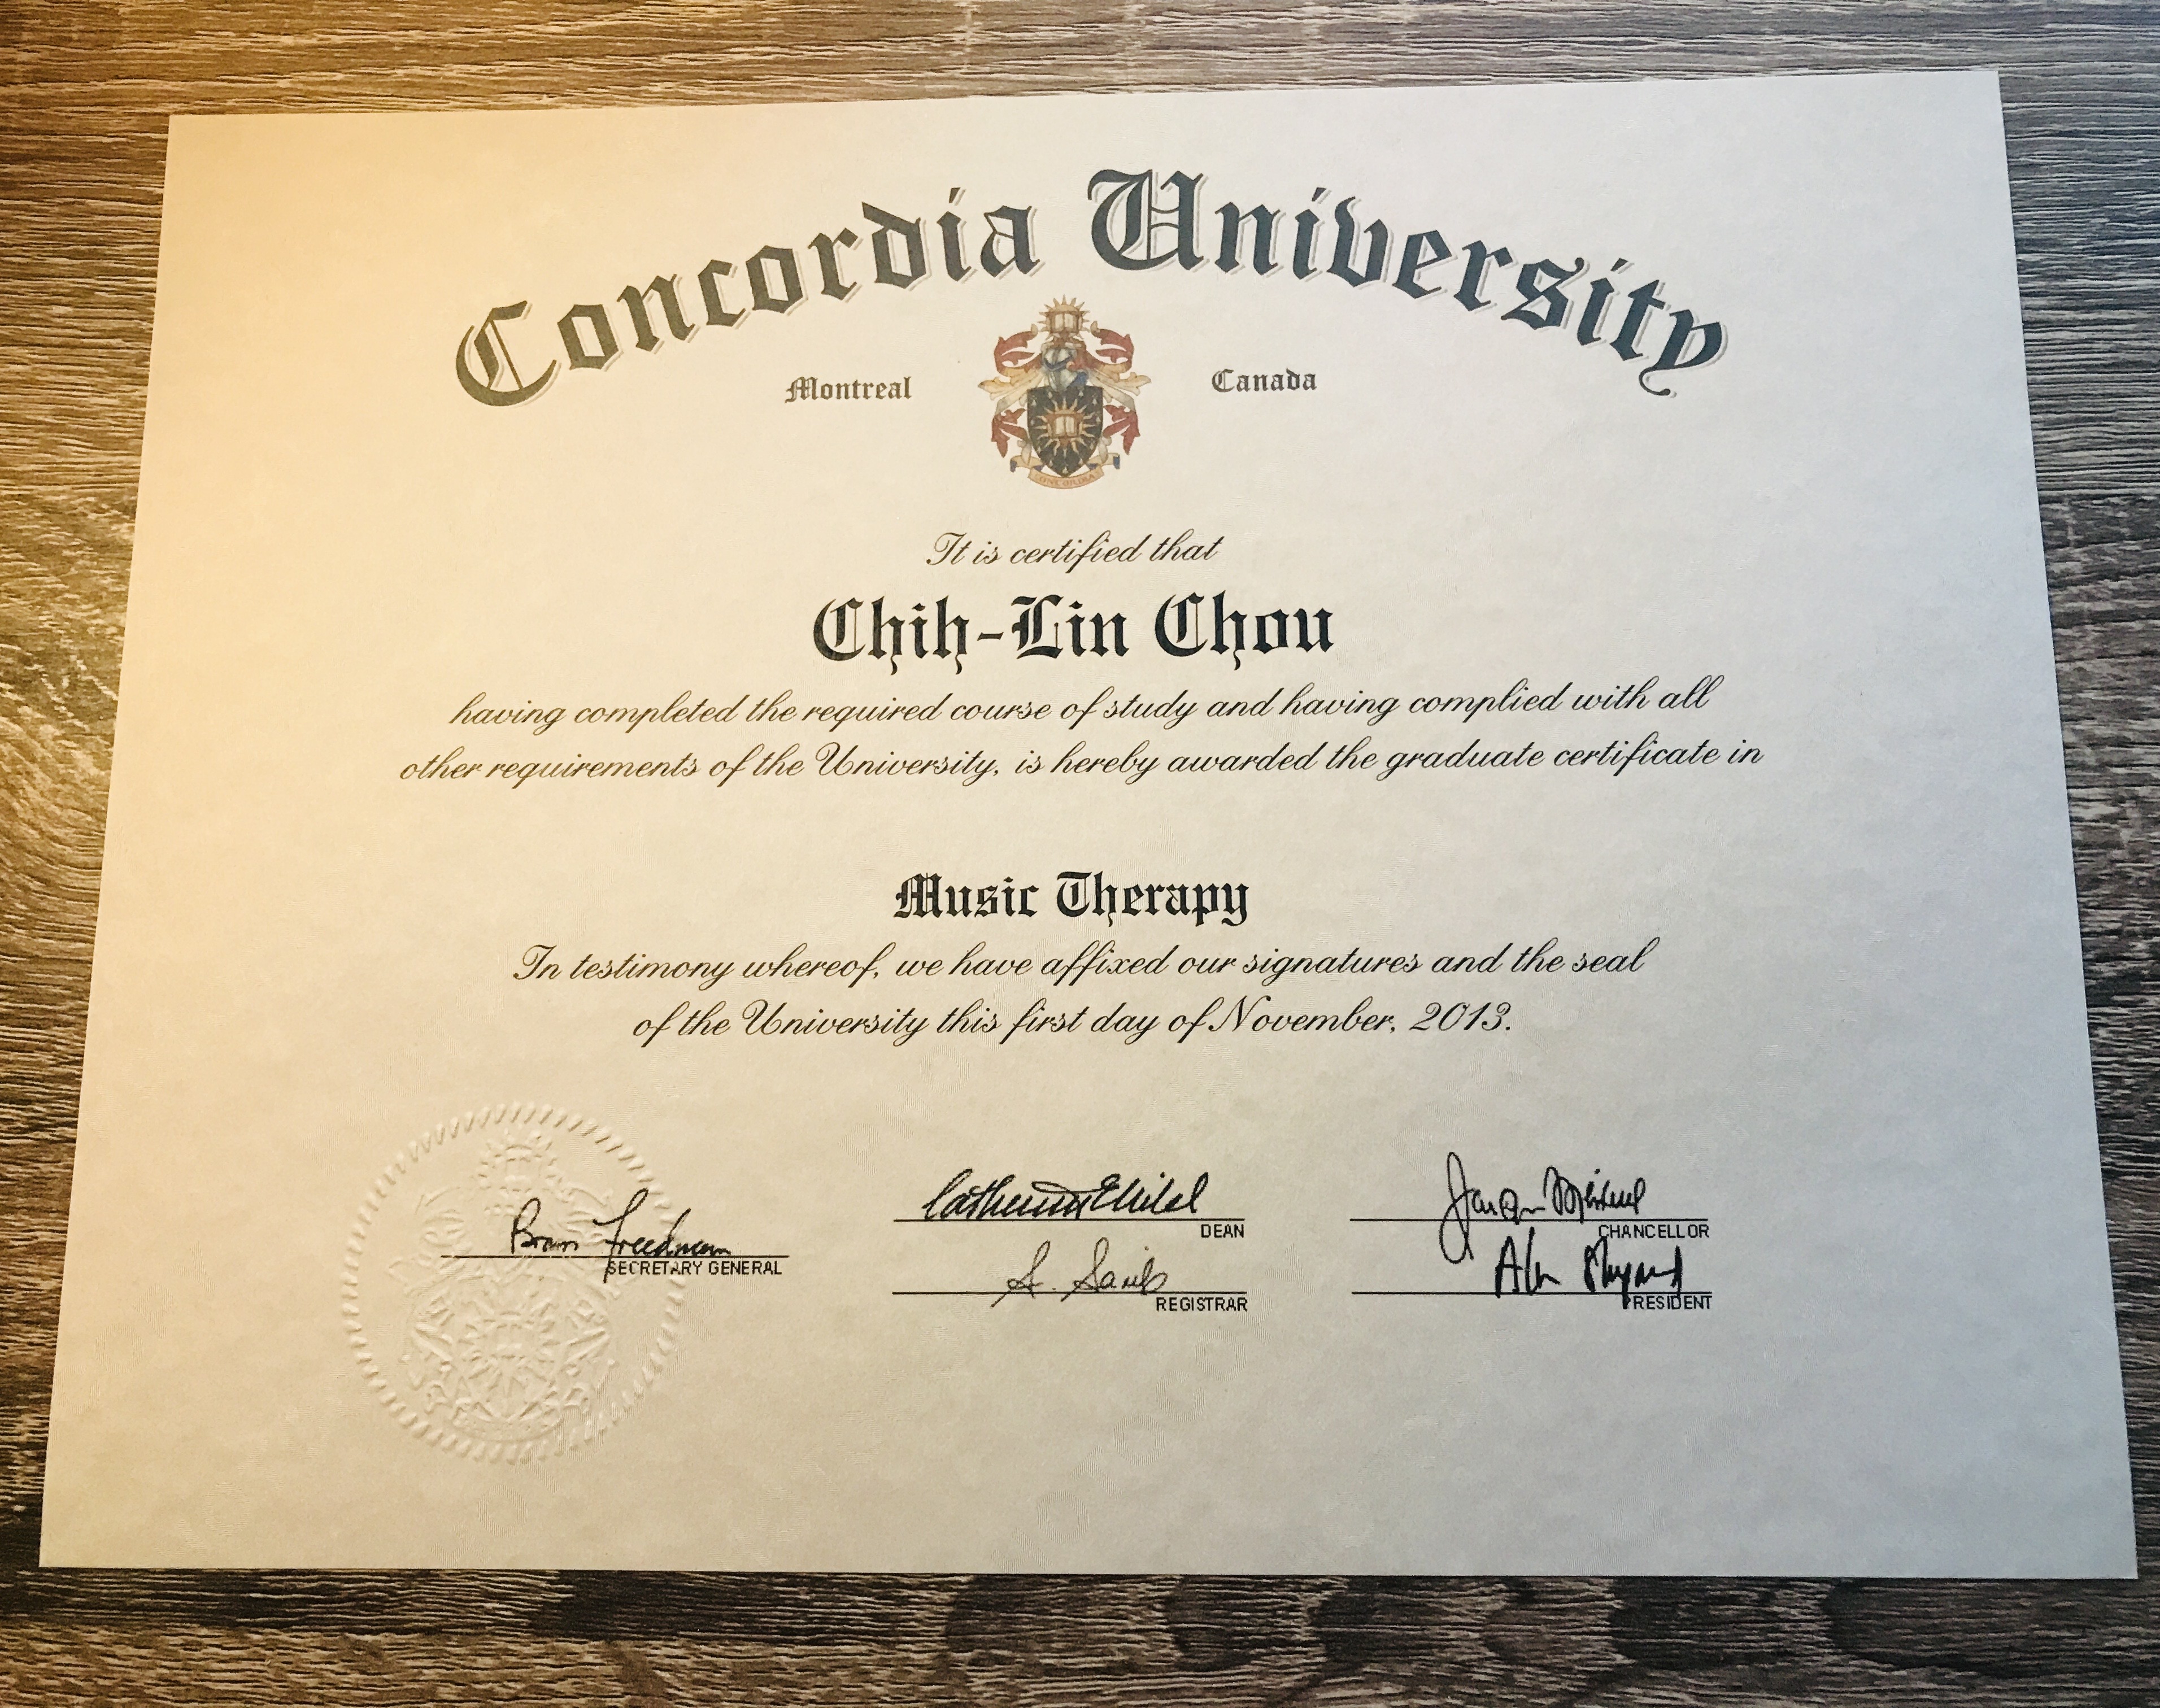 Concordia University
Montreal Canada
CONCORDIA
It is certified that
Chih-Lin Chou
having completed the required course of study and having complied with all
other requirements of the University, is hereby awarded the graduate certificate in
Music Therapy
In testimony whereof, we have affixed our signatures and the seal
of the University this first day of November, 2013.
Bram Freedman
SECRETARY GENERAL
DEAN
CHANCELLOR
REGISTRAR
PRESIDENT